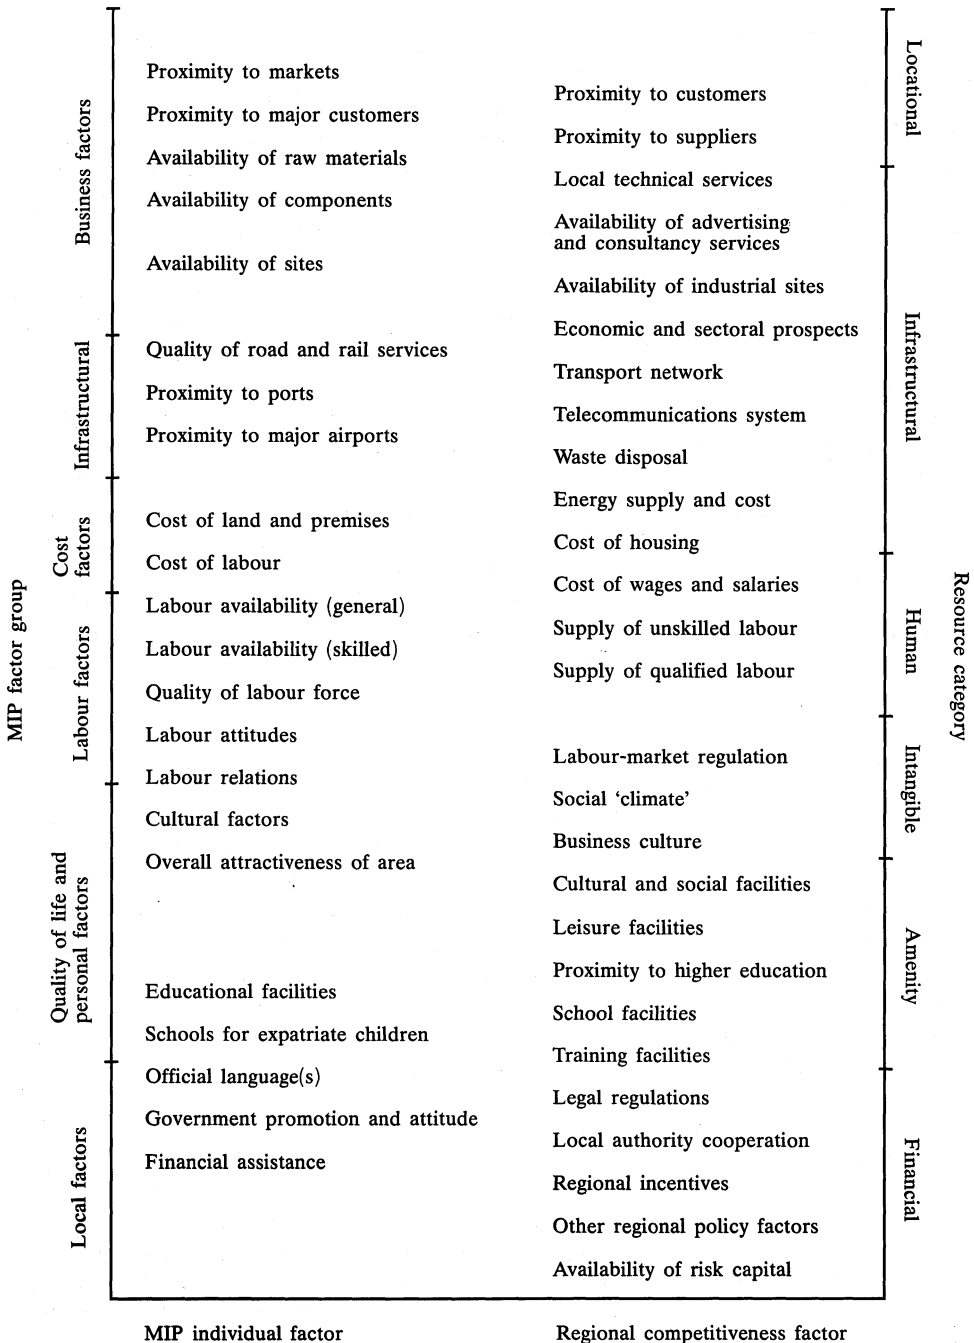 MIP factor group
Business factors
Infrastructural
Cost
factors
Labour factors
Quality of life and
personal factors
Local factors
Proximity to markets
Proximity to major customers
Availability of raw materials
Availability of components
Availability of sites
Quality of road and rail services
Proximity to ports
Proximity to major airports
Cost of land and premises
Cost of labour
Labour availability (general)
Labour availability (skilled)
Quality of labour force
Labour attitudes
Labour relations
Cultural factors
Overall attractiveness of area
Educational facilities
Schools for expatriate children
Official language(s)
Government promotion and attitude
Financial assistance
MIP individual factor
Proximity to customers
Proximity to suppliers
Local technical services
Availability of advertising
and consultancy services
Availability of industrial sites
Economic and sectoral prospects
Transport network
Telecommunications system
Waste disposal
Energy supply and cost
Cost of housing
Cost of wages and salaries
Supply of unskilled labour
Supply of qualified labour
Labour-market regulation
Social ‘climate’
Business culture
Cultural and social facilities
Leisure facilities
Proximity to higher education
School facilities
Training facilities
Legal regulations
Local authority cooperation
Regional incentives
Other regional policy factors
Availability of risk capital
Regional competitiveness factor
Locational
Infrastructural
Human
Intangible
Amenity
Financial
Resource category